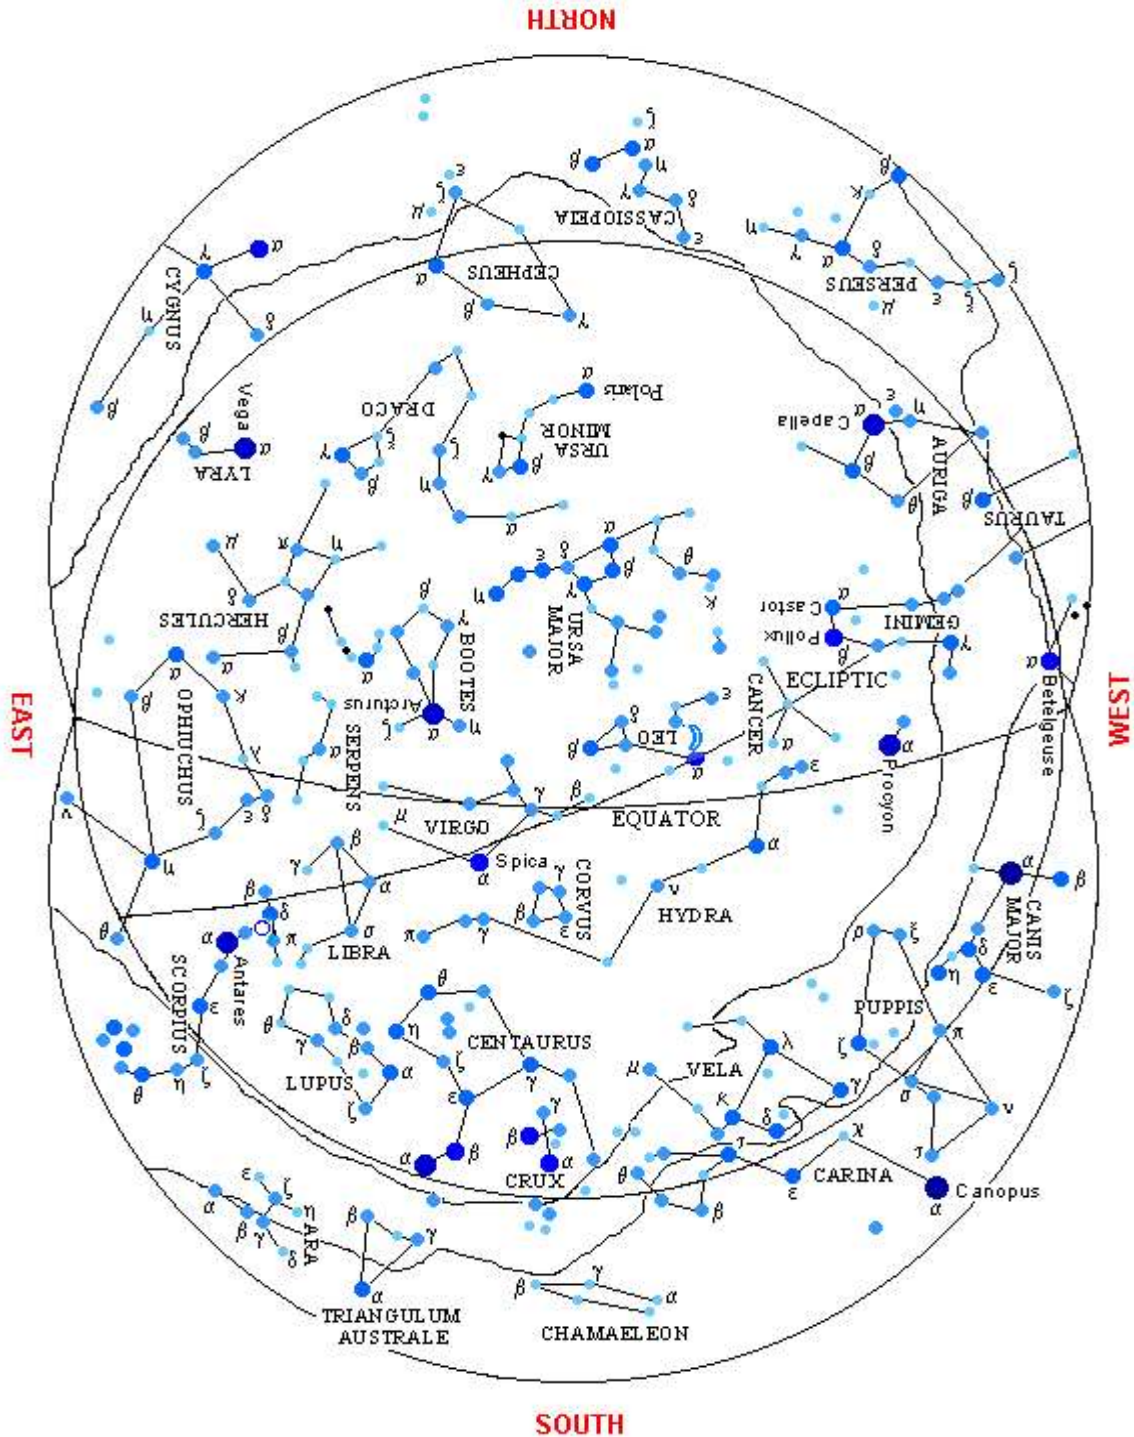 NORTH
ζ
α
β
η
γ
δ
CASSIOPEIA
ε
ε
ζ
μ
CEPHEUS
α
β
γ
β
κ
η
γ
α
δ
PERSEUS
ε
ξ
ζ
μ
α
γ
CYGNUS
η
δ
β
Vega
β
α
LYRA
DRACO
ξ
γ
β
ζ
η
α
α
Polaris
URSA
MINOR
γ
β
ε
α
η
Capella
AURIGA
β
θ
β
TAURUS
μ
π
η
δ
HERCULES
β
α
β
γ
BOOTES
α
Arcturus
ζ
α
η
α
ε
δ
β
γ
η
θ
κ
URSA
MAJOR
α
Castor
Pollux
β
GEMINI
γ
α
Betelgeuse
ECLIPTIC
CANCER
α
ε
δ
LEO
β
α
α
Procyon
EAST
WEST
β
OPHIUCHUS
κ
λ
SERPENS
α
ν
ζ
ε
δ
μ
θ
μ
VIRGO
γ
β
EQUATOR
α
Spica
β
γ
α
σ
LIBRA
β
δ
π
α
Antares
SCORPIUS
ε
ζ
η
θ
γ
CORVUS
β
ε
ε
α
ν
HYDRA
π
γ
α
β
CANIS
MAJOR
δ
η
ε
ζ
ρ
ξ
PUPPIS
ζ
π
σ
ν
τ
θ
δ
γ
β
LUPUS
α
ζ
θ
η
CENTAURUS
ζ
γ
ε
α
β
γ
β
α
CRUX
μ
VELA
λ
κ
δ
γ
τ
χ
θ
β
CARINA
ε
Canopus
α
ε
ζ
α
η
β
γ
δ
ARA
β
γ
α
TRIANGULUM
AUSTRALE
β
γ
α
CHAMAELEON
SOUTH